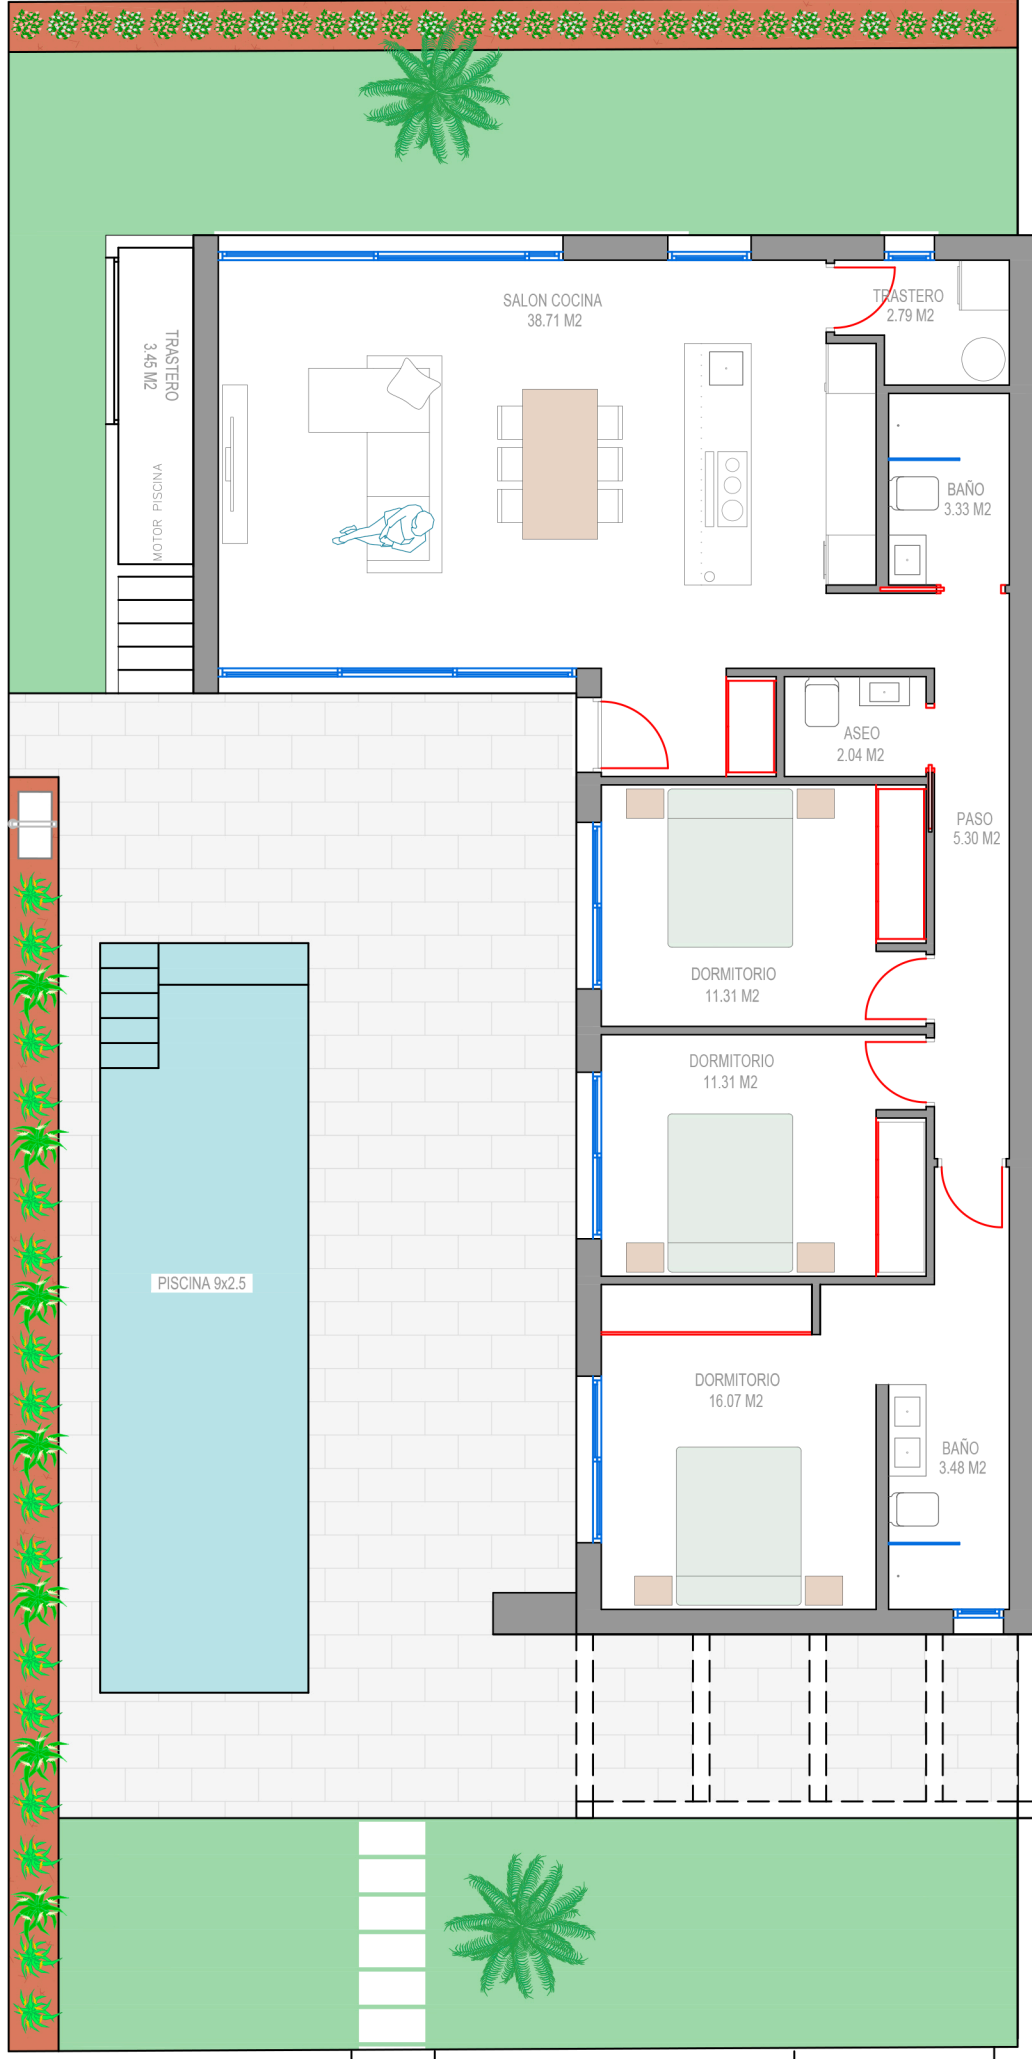 SALON COCINA
38.71 M2
TRASTERO
2.79 M2
TRASTERO
3.45 M2
MOTOR PISCINA
BAÑO
3.33 M2
ASEO
2.04 M2
PASO
5.30 M2
DORMITORIO
11.31 M2
DORMITORIO
11.31 M2
PISCINA 9x2.5
DORMITORIO
16.07 M2
BAÑO
3.48 M2